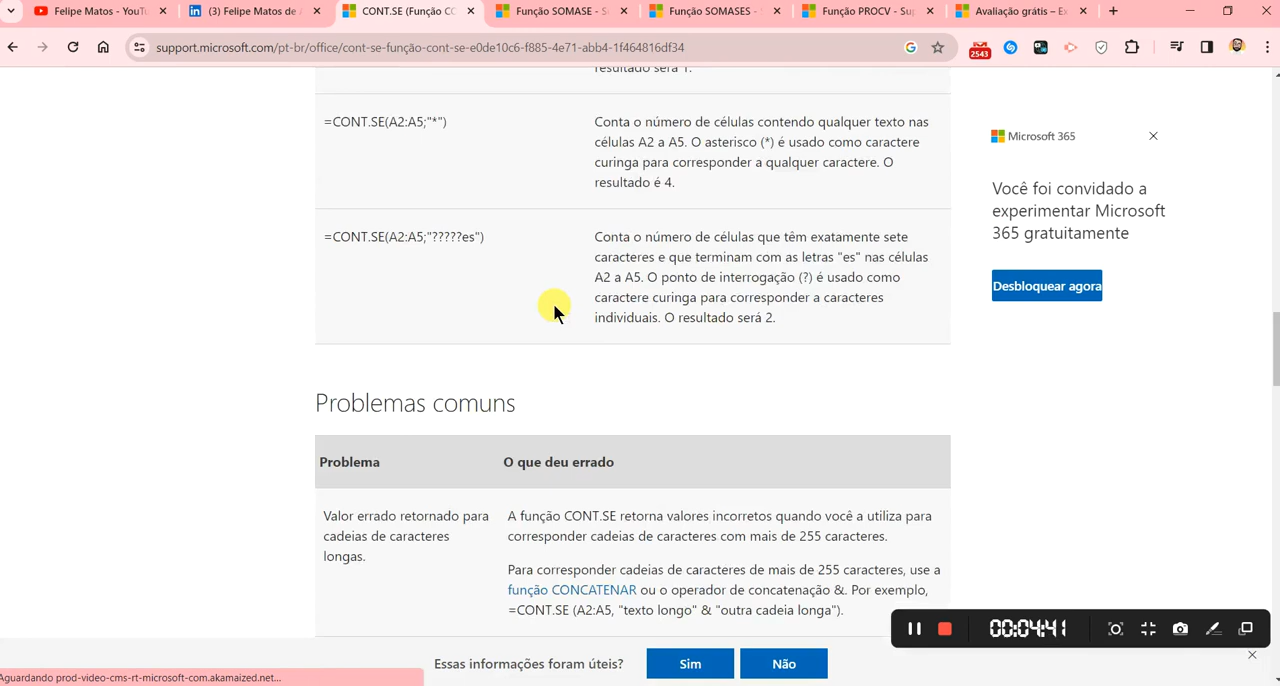 Felipe Matos - YouTu
(3) Felipe Matos de A
CONT.SE (Função CO
Função SOMASE - S
Função SOMASES -
Função PROCV - Sup
Avaliação grátis – Ex
support.microsoft.com/pt-br/office/cont-se-função-cont-se-e0de10c6-f885-4e71-abb4-1f464816df34
2543
resultado será 1.
=CONT.SE(A2:A5;"*")
Conta o número de células contendo qualquer texto nas
células A2 a A5. O asterisco (*) é usado como caractere
curinga para corresponder a qualquer caractere. O
resultado é 4.
=CONT.SE(A2:A5;"?????es")
Conta o número de células que têm exatamente sete
caracteres e que terminam com as letras "es" nas células
A2 a A5. O ponto de interrogação (?) é usado como
caractere curinga para corresponder a caracteres
individuais. O resultado será 2.
Microsoft 365
Você foi convidado a
experimentar Microsoft
365 gratuitamente
Desbloquear agora
Problemas comuns
Problema
O que deu errado
Valor errado retornado para
cadeias de caracteres
longas.
A função CONT.SE retorna valores incorretos quando você a utiliza para
corresponder cadeias de caracteres com mais de 255 caracteres.
Para corresponder cadeias de caracteres de mais de 255 caracteres, use a
função CONCATENAR ou o operador de concatenação &. Por exemplo,
=CONT.SE (A2:A5, "texto longo" & "outra cadeia longa").
00:04:41
Essas informações foram úteis?
Sim
Não
Aguardando prod-video-cms-rt-microsoft-com.akamaized.net...